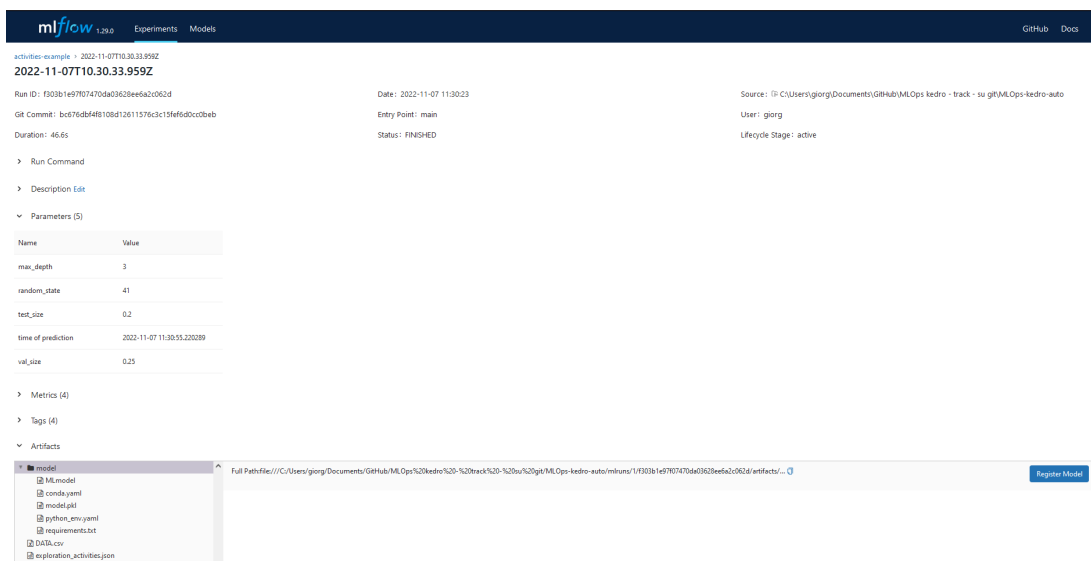 mlflow 1.29.0 Experiments Models GitHub Docs
activities-example > 2022-11-07T10.30.33.959Z
2022-11-07T10.30.33.959Z
Run ID: f303b1e97f07470da03628ee6a2c062d Date: 2022-11-07 11:30:23 Source: C:\Users\giorg\Documents\GitHub\MLOps kedro - track - su git\MLOps-kedro-auto
Git Commit: bc676dbf4f8108d12611576c3c15fef6d0cc0beb Entry Point: main User: giorg
Duration: 46.6s Status: FINISHED Lifecycle Stage: active
Run Command
Description Edit
Parameters (5)
Name Value
max_depth 3
random_state 41
test_size 0.2
time of prediction 2022-11-07 11:30:55.220289
val_size 0.25
Metrics (4)
Tags (4)
Artifacts
model
Full Path:file:///C:/Users/giorg/Documents/GitHub/MLOps%20kedro%20-%20track%20-%20su%20git/MLOps-kedro-auto/mlruns/1/f303b1e97f07470da03628ee6a2c062d/artifacts/...
Register Model
MLmodel
conda.yaml
model.pkl
python_env.yaml
requirements.txt
DATA.csv
exploration_activities.json